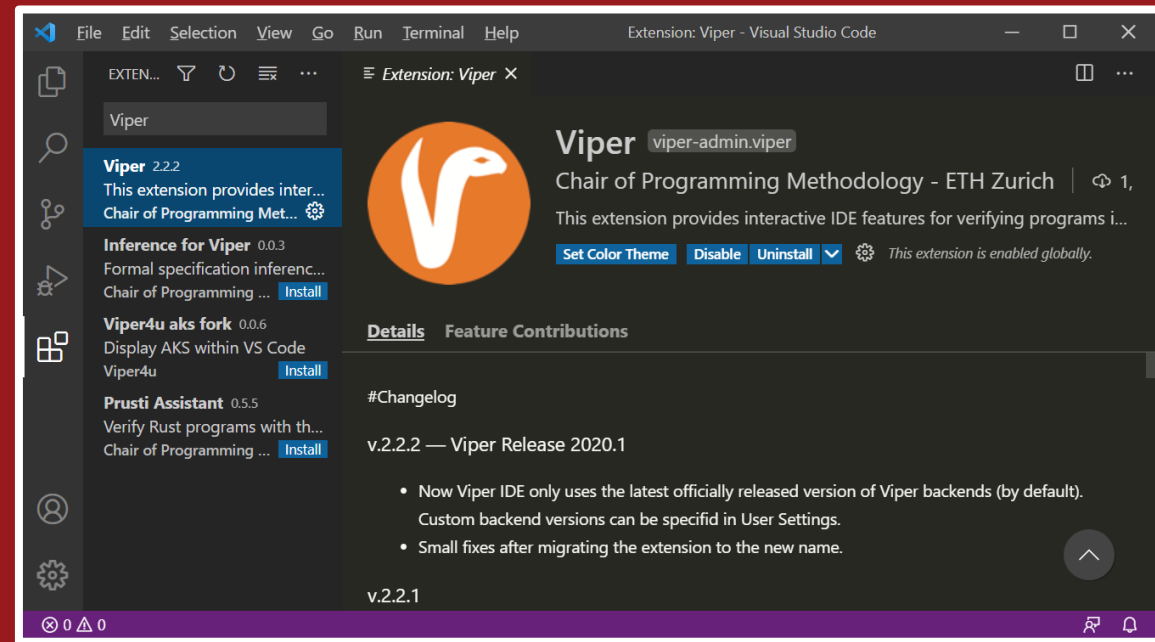 File Edit Selection View Go Run Terminal Help Extension: Viper - Visual Studio Code
EXTEN...
Extension: Viper
Viper
Viper 2.2.2
This extension provides inter...
Chair of Programming Met...
Inference for Viper 0.0.3
Formal specification inferenc...
Chair of Programming ... Install
Viper4u aks fork 0.0.6
Display AKS within VS Code
Viper4u Install
Prusti Assistant 0.5.5
Verify Rust programs with th...
Chair of Programming ... Install
Viper viper-admin.viper
Chair of Programming Methodology - ETH Zurich 1,
This extension provides interactive IDE features for verifying programs i...
Set Color Theme Disable Uninstall This extension is enabled globally.
Details Feature Contributions
#Changelog
v.2.2.2 — Viper Release 2020.1
• Now Viper IDE only uses the latest officially released version of Viper backends (by default).
Custom backend versions can be specifid in User Settings.
• Small fixes after migrating the extension to the new name.
v.2.2.1
0 0